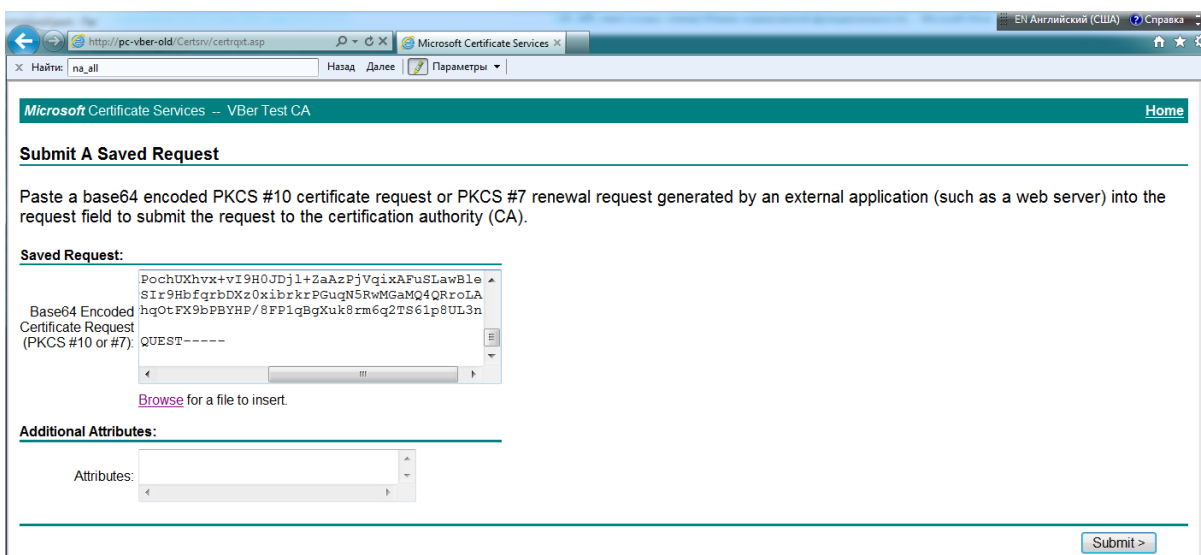 EN Английский (США) Справка
http://pc-vber-old/Certsrv/certrqxt.asp Microsoft Certificate Services
Найти: na_all Назад Далее Параметры
Microsoft Certificate Services -- VBer Test CA Home
Submit A Saved Request
Paste a base64 encoded PKCS #10 certificate request or PKCS #7 renewal request generated by an external application (such as a web server) into the
request field to submit the request to the certification authority (CA).
Saved Request:
PochUXhvx+vI9H0JDjl+ZaAzPjVqixAFuSLawBle
SIr9HbfqrbDXz0xibrkrPGuqN5RwMGaMQ4QRroLA
hqOtFX9bPBYHP/8FP1qBgXuk8rm6q2TS61p8UL3n
QUEST-----
Base64 Encoded
Certificate Request
(PKCS #10 or #7):
Browse for a file to insert.
Additional Attributes:
Attributes:
Submit >